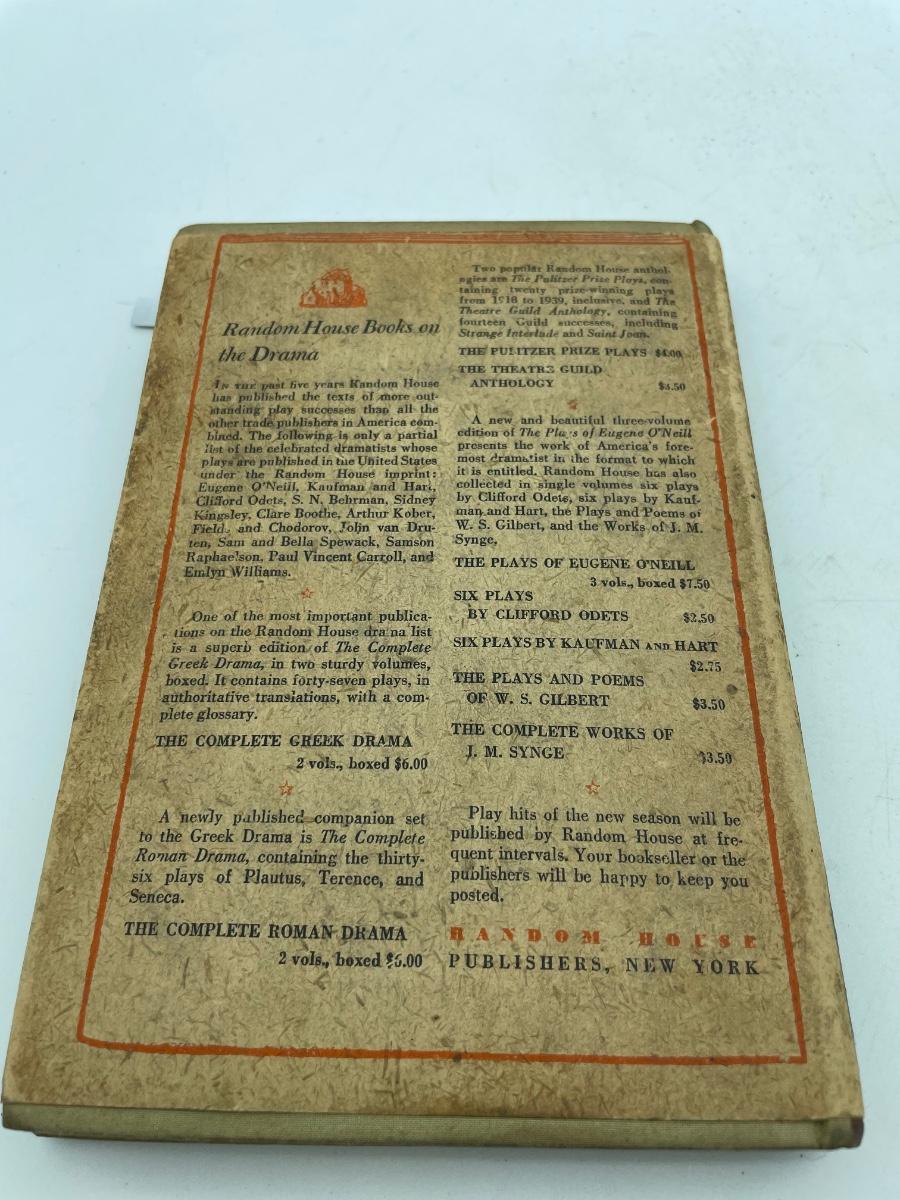 Random House Books on
the Drama
In the past five years Random House
has published the texts of more out-
standing play successes than all the
other trade publishers in America com-
bined. The following is only a partial
list of the celebrated dramatists whose
plays are published in the United States
under the Random House imprint:
Eugene O'Neill, Kaufman and Hart,
Clifford Odets, S. N. Behrman, Sidney
Kingsley, Clare Boothe, Arthur Kober,
Field and Chodorov, John van Dru-
ten, Sam and Bella Spewack, Samson
Raphaelson, Paul Vincent Carroll, and
Emlyn Williams.
One of the most important publica-
tions on the Random House drama list
is a superb edition of The Complete
Greek Drama, in two sturdy volumes,
boxed. It contains forty-seven plays, in
authoritative translations, with a com-
plete glossary.
THE COMPLETE GREEK DRAMA
2 vols., boxed $6.00
A newly published companion set
to the Greek Drama is The Complete
Roman Drama, containing the thirty-
six plays of Plautus, Terence, and
Seneca.
THE COMPLETE ROMAN DRAMA
2 vols., boxed $6.00
Two popular Random House anthol-
ogies are The Pulitzer Prize Plays, con-
taining twenty prize-winning plays
from 1918 to 1939, inclusive, and The
Theatre Guild Anthology, containing
fourteen Guild successes, including
Strange Interlude and Saint Joan.
THE PULITZER PRIZE PLAYS $4.00
THE THEATRE GUILD
ANTHOLOGY $3.50
A new and beautiful three-volume
edition of The Plays of Eugene O'Neill
presents the work of America's fore-
most dramatist in the format to which
it is entitled. Random House has also
collected in single volumes six plays
by Clifford Odets, six plays by Kauf-
man and Hart, the Plays and Poems of
W. S. Gilbert, and the Works of J. M.
Synge.
THE PLAYS OF EUGENE O'NEILL
3 vols., boxed $7.50
SIX PLAYS
BY CLIFFORD ODETS $2.50
SIX PLAYS BY KAUFMAN AND HART
$2.75
THE PLAYS AND POEMS
OF W. S. GILBERT $3.50
THE COMPLETE WORKS OF
J. M. SYNGE $3.50
Play hits of the new season will be
published by Random House at fre-
quent intervals. Your bookseller or the
publishers will be happy to keep you
posted.
RANDOM HOUSE
PUBLISHERS, NEW YORK